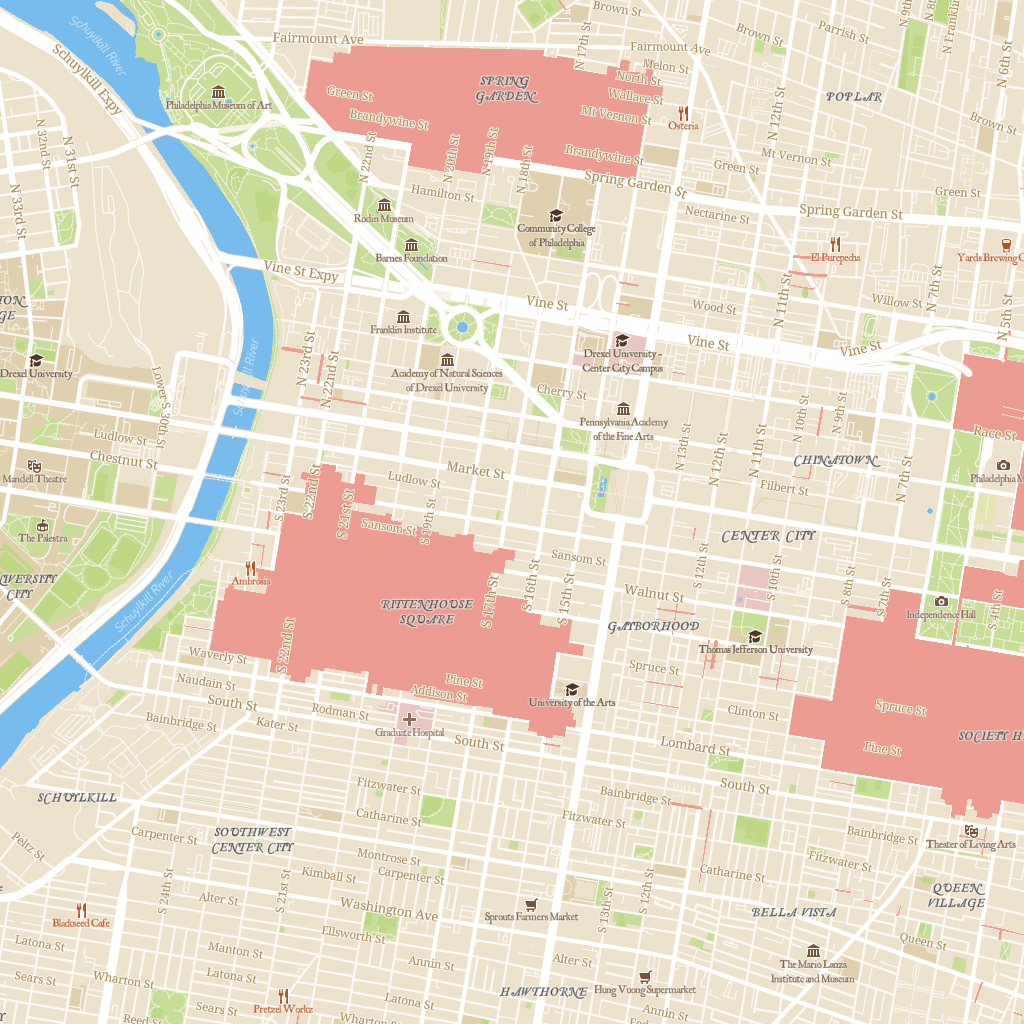 Brown St
Schuylkill River
Fairmount Ave
N 17th St
Fairmount Ave
Brown St
Parrish St
N 9th St
N 8th St
N Franklin
N 6th St
Schuylkill Expy
SPRING
GARDEN
Melon St
North St
Wallace St
Mt Vernon St
POPLAR
Philadelphia Museum of Art
Green St
Brandywine St
Osteria
N 12th St
Brown St
N 32nd St
N 31st St
N 22nd St
N 20th St
N 19th St
N 18th St
Brandywine St
Mt Vernon St
Green St
Green St
N 33rd St
Hamilton St
Spring Garden St
Spring Garden St
Nectarine St
Rodin Museum
Community College
of Philadelphia
Barnes Foundation
El Purepecha
Yards Brewing C
Vine St Expy
Vine St
Wood St
N 11th St
Willow St
N 7th St
N 5th St
TON
GE
Franklin Institute
Vine St
Vine St
Drexel University -
Center City Campus
Drexel University
Schuylkill River
N 23rd St
N 22nd St
Academy of Natural Sciences
of Drexel University
Cherry St
Lower S 30th St
Pennsylvania Academy
of the Fine Arts
N 13th St
N 12th St
N 11th St
N 10th St
N 9th St
Race St
Ludlow St
Chestnut St
Market St
Ludlow St
CHINATOWN
N 7th St
Filbert St
Mandell Theatre
Philadelphia M
S 23rd St
S 22nd St
S 21st St
Sansom St
S 19th St
The Palestra
CENTER CITY
Sansom St
Ambrosia
IVERSITY
CITY
Schuylkill River
RITTENHOUSE
SQUARE
S 17th St
S 16th St
S 15th St
Walnut St
S 12th St
S 10th St
S 8th St
S 7th St
Independence Hall
S 4th St
GAYBORHOOD
Thomas Jefferson University
Waverly St
S 22nd St
Spruce St
Pine St
Addison St
University of the Arts
Naudain St
South St
Rodman St
Clinton St
Spruce St
Bainbridge St
Kater St
Graduate Hospital
South St
Lombard St
Pine St
SOCIETY H
SCHUYLKILL
Fitzwater St
South St
Bainbridge St
Catharine St
Fitzwater St
SOUTHWEST
CENTER CITY
Carpenter St
Peltz St
Bainbridge St
Theater of Living Arts
Montrose St
Fitzwater St
Kimball St
Carpenter St
Catharine St
S 24th St
Alter St
S 21st St
Washington Ave
Sprouts Farmers Market
S 13th St
S 12th St
QUEEN
VILLAGE
BELLA VISTA
Blackseed Cafe
Ellsworth St
Queen St
Latona St
Manton St
Annin St
Alter St
The Mario Lanza
Institute and Museum
Sears St
Wharton St
Latona St
HAWTHORNE
Hung Vuong Supermarket
Pretzel Workz
Latona St
Annin St
Reed St
Sears St
Wharton St